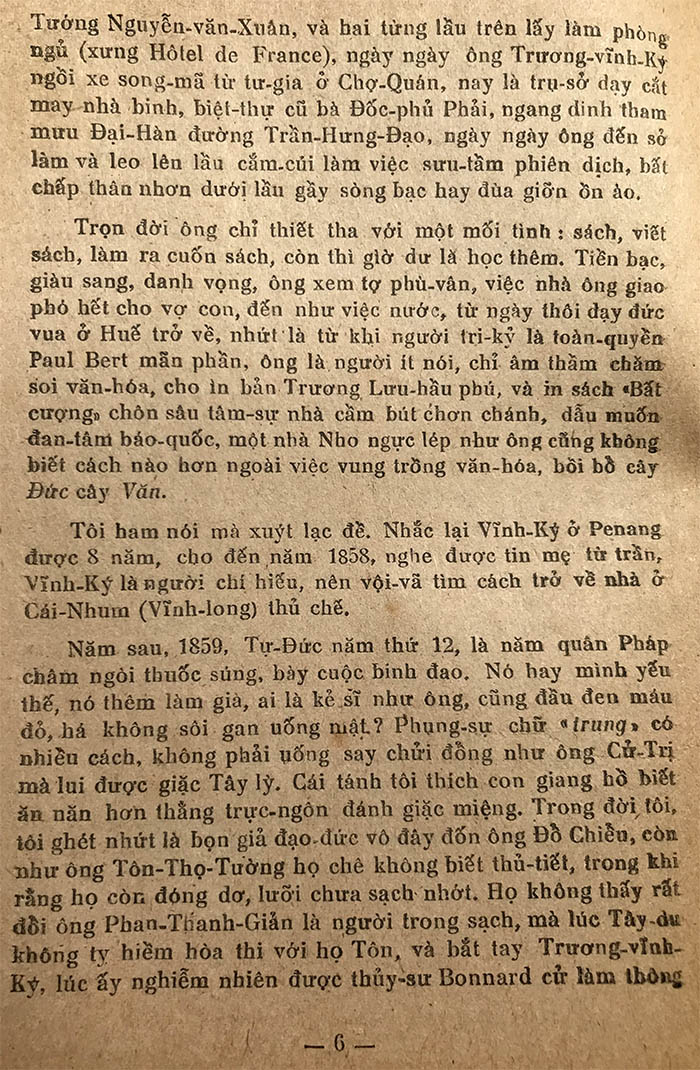 Tướng Nguyễn-văn-Xuân, và hai từng lầu trên lấy làm phòng
ngủ (xưng Hôtel de France), ngày ngày ông Trương-vĩnh-Ký
ngồi xe song-mã từ tư-gia ở Chợ-Quán, nay là trụ-sở dạy cắt
may nhà binh, biệt-thự cũ bà Đốc-phủ Phải, ngang dinh tham
mưu Đại-Hàn đường Trần-Hưng-Đạo, ngày ngày ông đến sở
làm và leo lên lầu cắm-cúi làm việc sưu-tầm phiên dịch, bất
chấp thân nhơn dưới lầu gầy sòng bạc hay đùa giỡn ồn ào.
Trọn đời ông chỉ thiết tha với một mối tình : sách, viết
sách, làm ra cuốn sách, còn thì giờ dư là học thêm. Tiền bạc,
giàu sang, danh vọng, ông xem tợ phù-vân, việc nhà ông giao
phó hết cho vợ con, đến như việc nước, từ ngày thôi dạy đức
vua ở Huế trở về, nhứt là từ khi người tri-kỷ là toàn-quyền
Paul Bert mãn phần, ông là người ít nói, chỉ âm thầm chăm
soi văn-hóa, cho in bản Trương Lưu-hầu phú, và in sách «Bất
cượng» chôn sâu tâm-sự nhà cầm bút chơn chánh, dẫu muốn
đan-tâm báo-quốc, một nhà Nho ngực lép như ông cũng không
biết cách nào hơn ngoài việc vung trồng văn-hóa, bồi bổ cây
Đức cây Văn.
Tôi ham nói mà xuýt lạc đề. Nhắc lại Vĩnh-Ký ở Penang
được 8 năm, cho đến năm 1858, nghe được tin mẹ từ trần,
Vĩnh-Ký là người chí hiếu, nên vội-vã tìm cách trở về nhà ở
Cái-Nhum (Vĩnh-long) thủ chế.
Năm sau, 1859, Tự-Đức năm thứ 12, là năm quân Pháp
châm ngòi thuốc súng, bày cuộc binh đao. Nó hay mình yếu
thế, nó thêm làm già, ai là kẻ sĩ như ông, cũng đầu đen máu
đỏ, há không sôi gan uống mật? Phụng-sự chữ «trung» có
nhiều cách, không phải uống say chửi đổng như ông Cử-Trị
mà lui được giặc Tây lỳ. Cái tánh tôi thích con giang hồ biết
ăn năn hơn thằng trực-ngôn đánh giặc miệng. Trong đời tôi,
tôi ghét nhứt là bọn giả đạo-đức vô đây đốn ông Đồ Chiểu, còn
như ông Tôn-Thọ-Tường họ chê không biết thủ-tiết, trong khi
rằng họ còn đóng dơ, lưỡi chưa sạch nhớt. Họ không thấy rất
đỗi ông Phan-Thanh-Giản là người trong sạch, mà lúc Tây-du
không tỵ hiềm hòa thi với họ Tôn, và bắt tay Trương-vĩnh-
Ký, lúc ấy nghiễm nhiên được thủy-sư Bonnard cử làm thông
— 6 —